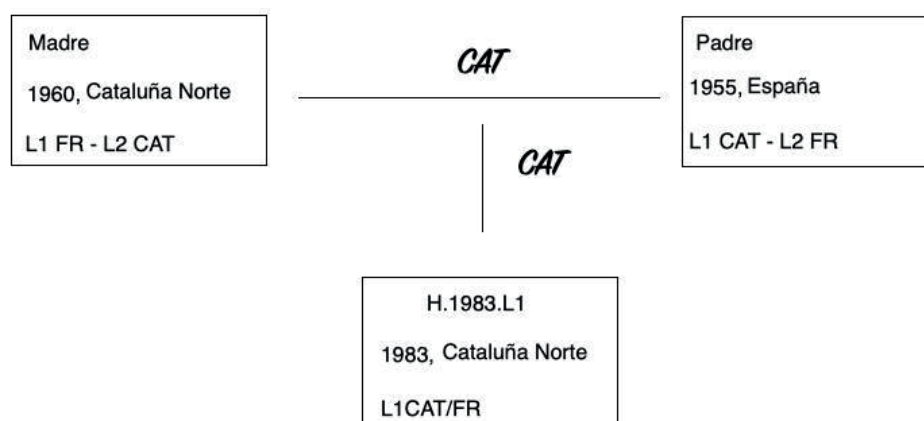 Madre
1960, Cataluña Norte
L1 FR - L2 CAT
CAT
Padre
1955, España
L1 CAT - L2 FR
CAT
H.1983.L1
1983, Cataluña Norte
L1CAT/FR